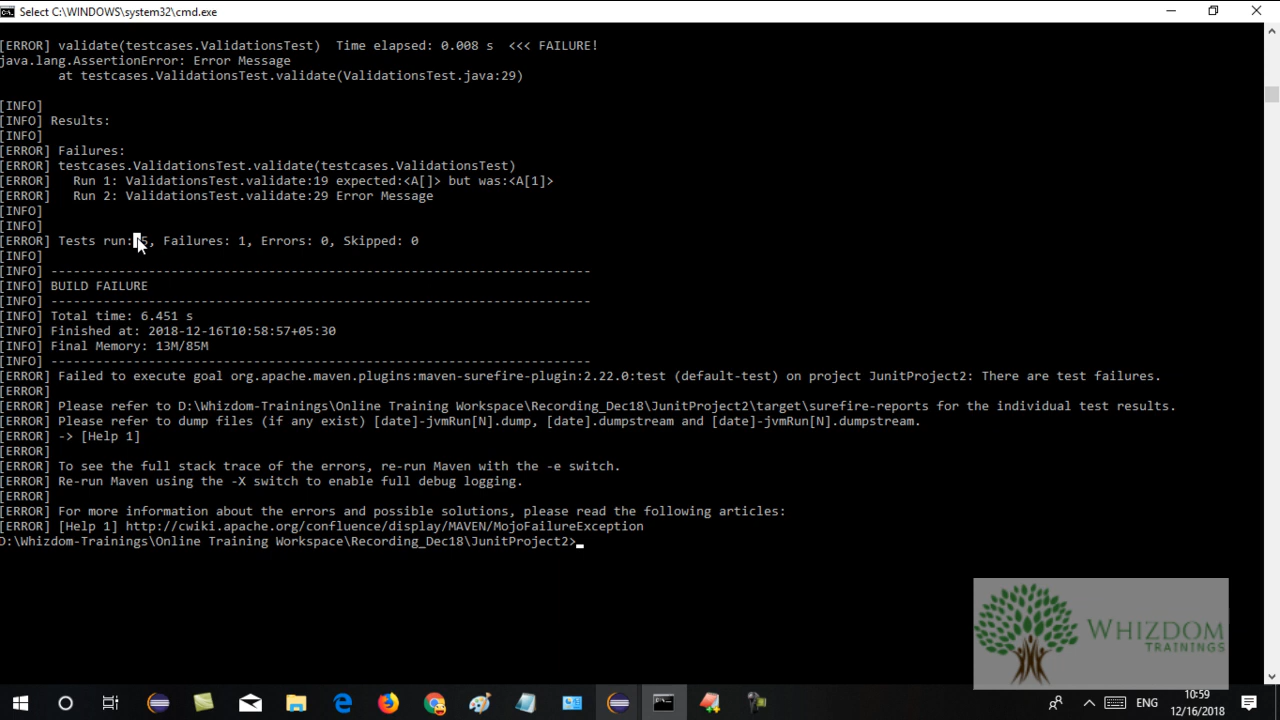 Select C:\WINDOWS\system32\cmd.exe
[ERROR] validate(testcases.ValidationsTest)  Time elapsed: 0.008 s  <<< FAILURE!
java.lang.AssertionError: Error Message
        at testcases.ValidationsTest.validate(ValidationsTest.java:29)
[INFO]
[INFO] Results:
[INFO]
[ERROR] Failures:
[ERROR] testcases.ValidationsTest.validate(testcases.ValidationsTest)
[ERROR]   Run 1: ValidationsTest.validate:19 expected:<A[]> but was:<A[1]>
[ERROR]   Run 2: ValidationsTest.validate:29 Error Message
[INFO]
[INFO]
[ERROR] Tests run: 5, Failures: 1, Errors: 0, Skipped: 0
[INFO]
[INFO] ------------------------------------------------------------------------
[INFO] BUILD FAILURE
[INFO] ------------------------------------------------------------------------
[INFO] Total time: 6.451 s
[INFO] Finished at: 2018-12-16T10:58:57+05:30
[INFO] Final Memory: 13M/85M
[INFO] ------------------------------------------------------------------------
[ERROR] Failed to execute goal org.apache.maven.plugins:maven-surefire-plugin:2.22.0:test (default-test) on project JunitProject2: There are test failures.
[ERROR]
[ERROR] Please refer to D:\Whizdom-Trainings\Online Training Workspace\Recording_Dec18\JunitProject2\target\surefire-reports for the individual test results.
[ERROR] Please refer to dump files (if any exist) [date]-jvmRun[N].dump, [date].dumpstream and [date]-jvmRun[N].dumpstream.
[ERROR] -> [Help 1]
[ERROR]
[ERROR] To see the full stack trace of the errors, re-run Maven with the -e switch.
[ERROR] Re-run Maven using the -X switch to enable full debug logging.
[ERROR]
[ERROR] For more information about the errors and possible solutions, please read the following articles:
[ERROR] [Help 1] http://cwiki.apache.org/confluence/display/MAVEN/MojoFailureException
D:\Whizdom-Trainings\Online Training Workspace\Recording_Dec18\JunitProject2>
WHIZDOM
TRAININGS
ENG
10:59
12/16/2018